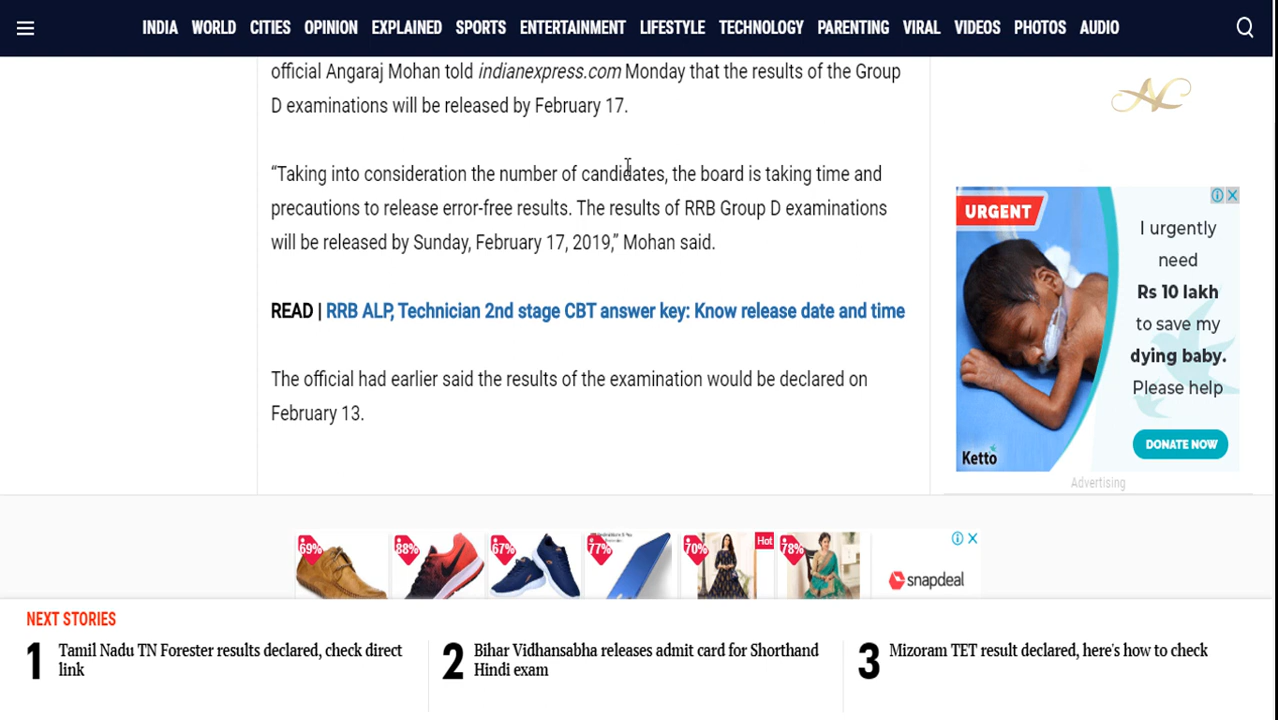 INDIA WORLD CITIES OPINION EXPLAINED SPORTS ENTERTAINMENT LIFESTYLE TECHNOLOGY PARENTING VIRAL VIDEOS PHOTOS AUDIO
official Angaraj Mohan told indianexpress.com Monday that the results of the Group
D examinations will be released by February 17.
“Taking into consideration the number of candidates, the board is taking time and
precautions to release error-free results. The results of RRB Group D examinations
will be released by Sunday, February 17, 2019,” Mohan said.
READ | RRB ALP, Technician 2nd stage CBT answer key: Know release date and time
The official had earlier said the results of the examination would be declared on
February 13.
URGENT
I urgently
need
Rs 10 lakh
to save my
dying baby.
Please help
DONATE NOW
Ketto
Advertising
69%
88%
67%
77%
70%
Hot
78%
snapdeal
NEXT STORIES
1 Tamil Nadu TN Forester results declared, check direct
link
2 Bihar Vidhansabha releases admit card for Shorthand
Hindi exam
3 Mizoram TET result declared, here's how to check